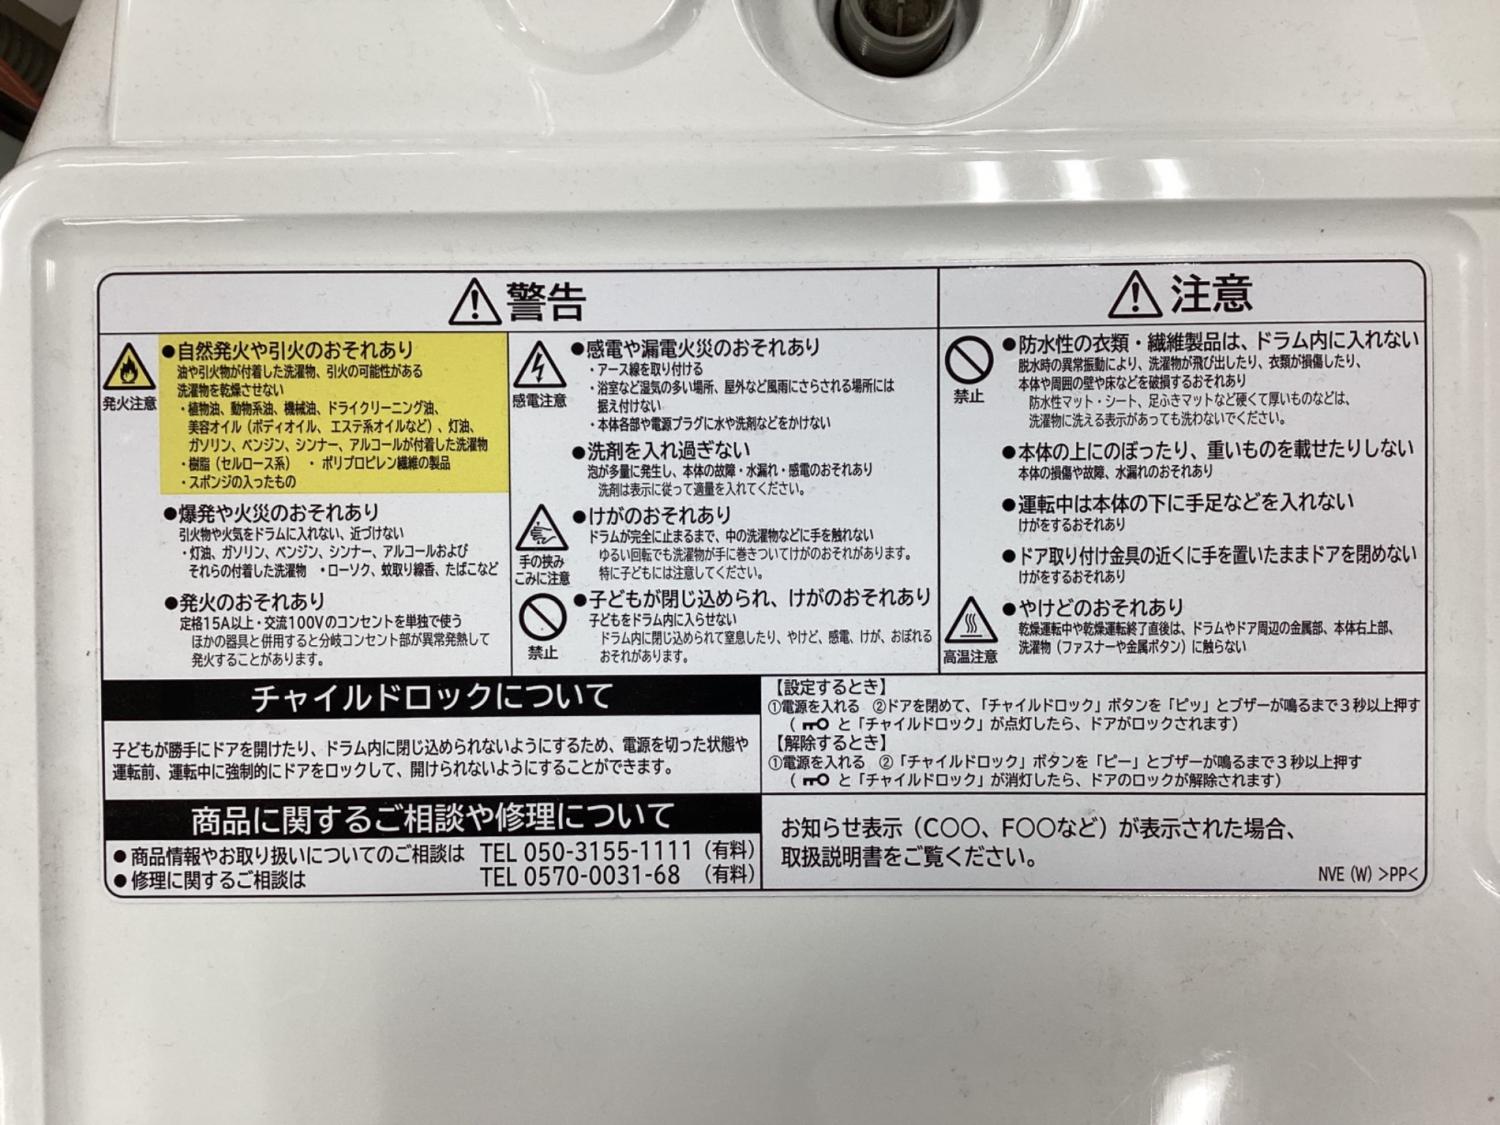 警告
発火注意
●自然発火や引火のおそれあり
油や引火物が付着した洗濯物、引火の可能性がある
洗濯物を乾燥させない
・植物油、動物系油、機械油、ドライクリーニング油、
美容オイル(ボディオイル、エステ系オイルなど)、灯油、
ガソリン、ベンジン、シンナー、アルコールが付着した洗濯物
・樹脂(セルロース系) ・ポリプロピレン繊維の製品
・スポンジの入ったもの
●爆発や火災のおそれあり
引火物や火気をドラムに入れない、近づけない
・灯油、ガソリン、ベンジン、シンナー、アルコールおよび
それらの付着した洗濯物 ・ローソク、蚊取り線香、たばこなど
●発火のおそれあり
定格15A以上・交流100Vのコンセントを単独で使う
ほかの器具と併用すると分岐コンセント部が異常発熱して
発火することがあります。
感電注意
●感電や漏電火災のおそれあり
・アース線を取り付ける
・浴室など湿気の多い場所、屋外など風雨にさらされる場所には
据え付けない
・本体各部や電源プラグに水や洗剤などをかけない
●洗剤を入れ過ぎない
泡が多量に発生し、本体の故障・水漏れ・感電のおそれあり
洗剤は表示に従って適量を入れてください。
手の挟み
こみに注意
●けがのおそれあり
ドラムが完全に止まるまで、中の洗濯物などに手を触れない
ゆるい回転でも洗濯物が手に巻きついてけがのおそれがあります。
特に子どもには注意してください。
禁止
●子どもが閉じ込められ、けがのおそれあり
子どもをドラム内に入らせない
ドラム内に閉じ込められて窒息したり、やけど、感電、けが、おぼれる
おそれがあります。
注意
禁止
●防水性の衣類・繊維製品は、ドラム内に入れない
脱水時の異常振動により、洗濯物が飛び出したり、衣類が損傷したり、
本体や周囲の壁や床などを破損するおそれあり
防水性マット・シート、足ふきマットなど硬くて厚いものなどは、
洗濯物に洗える表示があっても洗わないでください。
●本体の上にのぼったり、重いものを載せたりしない
本体の損傷や故障、水漏れのおそれあり
●運転中は本体の下に手足などを入れない
けがをするおそれあり
●ドア取り付け金具の近くに手を置いたままドアを閉めない
けがをするおそれあり
高温注意
●やけどのおそれあり
乾燥運転中や乾燥運転終了直後は、ドラムやドア周辺の金属部、本体右上部、
洗濯物(ファスナーや金属ボタン)に触らない
チャイルドロックについて
子どもが勝手にドアを開けたり、ドラム内に閉じ込められないようにするため、電源を切った状態や
運転前、運転中に強制的にドアをロックして、開けられないようにすることができます。
【設定するとき】
①電源を入れる ②ドアを閉めて、「チャイルドロック」ボタンを「ピッ」とブザーが鳴るまで3秒以上押す
( と「チャイルドロック」が点灯したら、ドアがロックされます)
【解除するとき】
①電源を入れる ②「チャイルドロック」ボタンを「ピー」とブザーが鳴るまで3秒以上押す
( と「チャイルドロック」が消灯したら、ドアのロックが解除されます)
商品に関するご相談や修理について
●商品情報やお取り扱いについてのご相談は TEL 050-3155-1111(有料)
●修理に関するご相談は TEL 0570-0031-68 (有料)
お知らせ表示(C〇〇、F〇〇など)が表示された場合、
取扱説明書をご覧ください。
NVE (W) >PP<